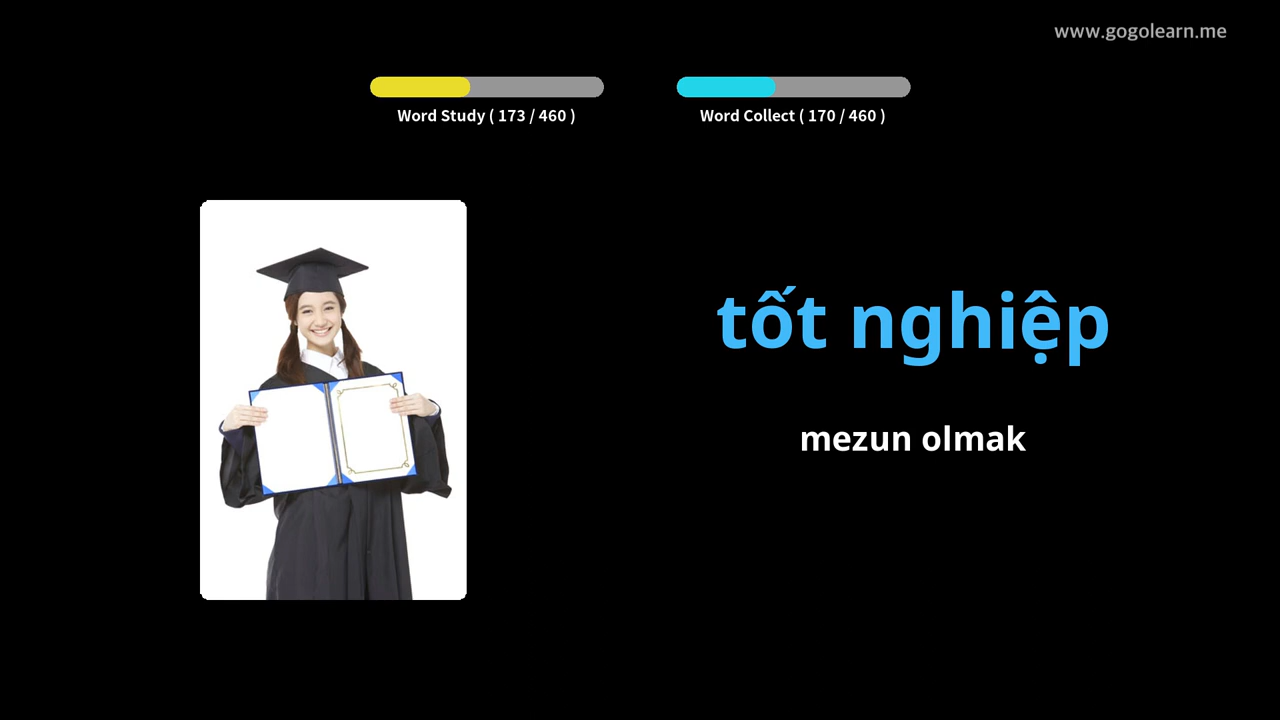 www.gogolearn.me
Word Study ( 173 / 460 )
Word Collect ( 170 / 460 )
tốt nghiệp
mezun olmak